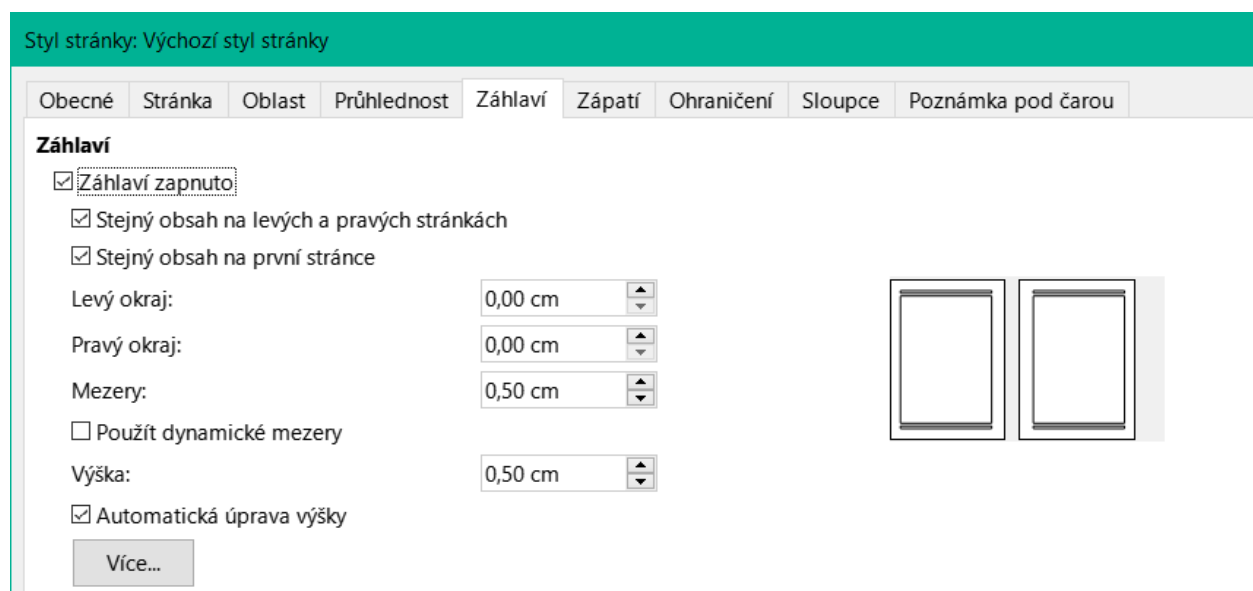 Styl stránky: Výchozí styl stránky
Obecné Stránka Oblast Průhlednost Záhlaví Zápatí Ohraničení Sloupce Poznámka pod čarou
Záhlaví
Záhlaví zapnuto
Stejný obsah na levých a pravých stránkách
Stejný obsah na první stránce
Levý okraj: 0,00 cm
Pravý okraj: 0,00 cm
Mezery: 0,50 cm
Použít dynamické mezery
Výška: 0,50 cm
Automatická úprava výšky
Více...